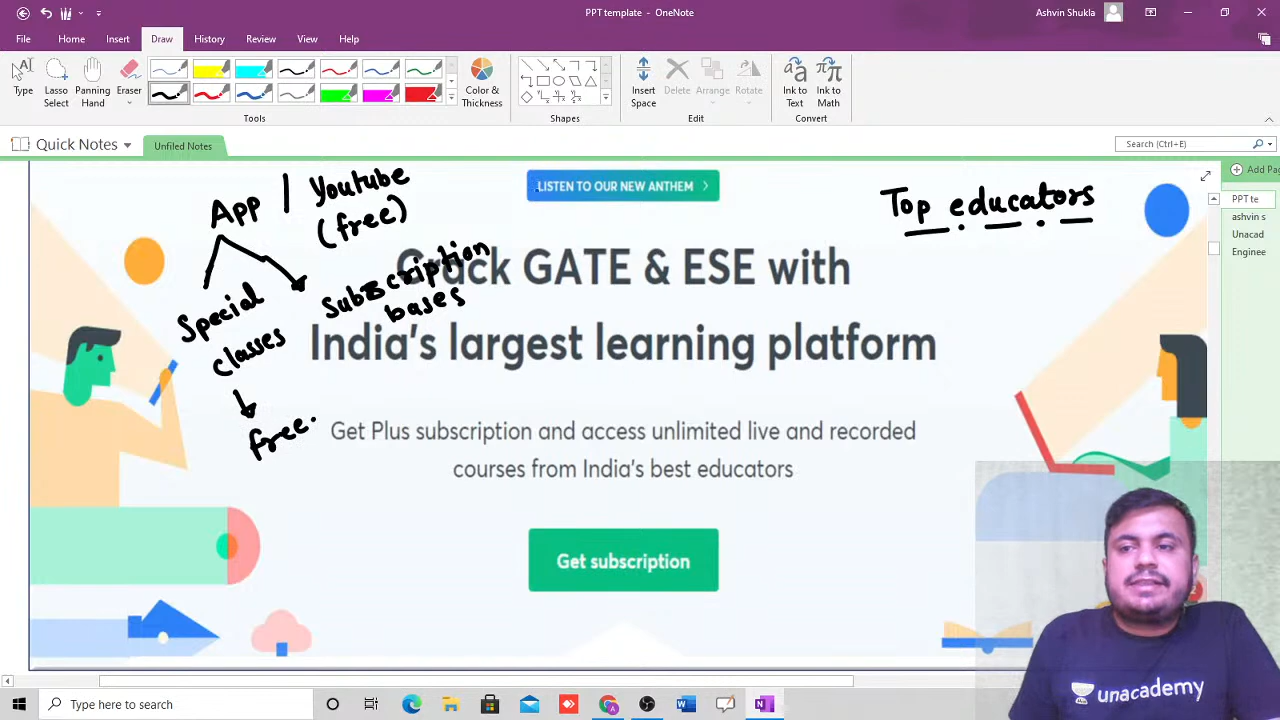 PPT template - OneNote
Ashvin Shukla
File Home Insert Draw History Review View Help
Type
Lasso Select
Panning Hand
Eraser
Color & Thickness
Insert Space
Delete
Arrange
Rotate
Ink to Text
Ink to Math
Tools
Shapes
Edit
Convert
Quick Notes
Unfiled Notes
Search (Ctrl+E)
Add Pag
PPT te
ashvin s
Unacad
Enginee
App | Youtube
(free)
LISTEN TO OUR NEW ANTHEM
Top educators
Special classes
free.
Subscription bases
Crack GATE & ESE with
India's largest learning platform
Get Plus subscription and access unlimited live and recorded
courses from India's best educators
Get subscription
unacademy
Type here to search